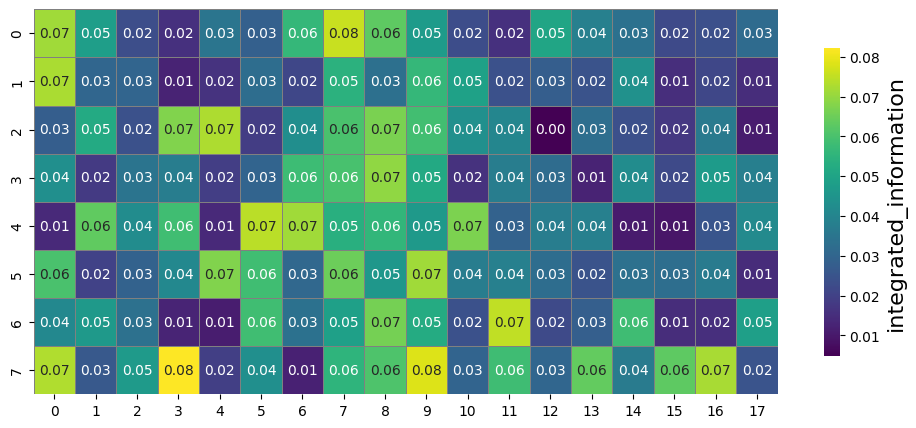 0 0.07 0.05 0.02 0.02 0.03 0.03 0.06 0.08 0.06 0.05 0.02 0.02 0.05 0.04 0.03 0.02 0.02 0.03
1 0.07 0.03 0.03 0.01 0.02 0.03 0.02 0.05 0.03 0.06 0.05 0.02 0.03 0.02 0.04 0.01 0.02 0.01
2 0.03 0.05 0.02 0.07 0.07 0.02 0.04 0.06 0.07 0.06 0.04 0.04 0.00 0.03 0.02 0.02 0.04 0.01
3 0.04 0.02 0.03 0.04 0.02 0.03 0.06 0.06 0.07 0.05 0.02 0.04 0.03 0.01 0.04 0.02 0.05 0.04
4 0.01 0.06 0.04 0.06 0.01 0.07 0.07 0.05 0.06 0.05 0.07 0.03 0.04 0.04 0.01 0.01 0.03 0.04
5 0.06 0.02 0.03 0.04 0.07 0.06 0.03 0.06 0.05 0.07 0.04 0.04 0.03 0.02 0.03 0.03 0.04 0.01
6 0.04 0.05 0.03 0.01 0.01 0.06 0.03 0.05 0.07 0.05 0.02 0.07 0.02 0.03 0.06 0.01 0.02 0.05
7 0.07 0.03 0.05 0.08 0.02 0.04 0.01 0.06 0.06 0.08 0.03 0.06 0.03 0.06 0.04 0.06 0.07 0.02
0 1 2 3 4 5 6 7 8 9 10 11 12 13 14 15 16 17
0.08
0.07
0.06
0.05
0.04
0.03
0.02
0.01
integrated_information